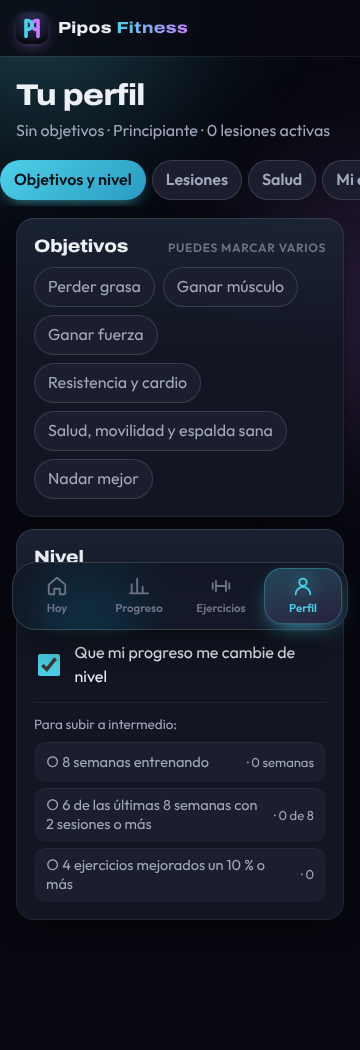 Pipos Fitness
Tu perfil
Sin objetivos · Principiante · 0 lesiones activas
Objetivos y nivel
Lesiones
Salud
Mi
Objetivos
PUEDES MARCAR VARIOS
Perder grasa
Ganar músculo
Ganar fuerza
Resistencia y cardio
Salud, movilidad y espalda sana
Nadar mejor
Nivel
Hoy
Progreso
Ejercicios
Perfil
Que mi progreso me cambie de
nivel
Para subir a intermedio:
8 semanas entrenando
· 0 semanas
6 de las últimas 8 semanas con
2 sesiones o más
· 0 de 8
4 ejercicios mejorados un 10 % o
más
· 0